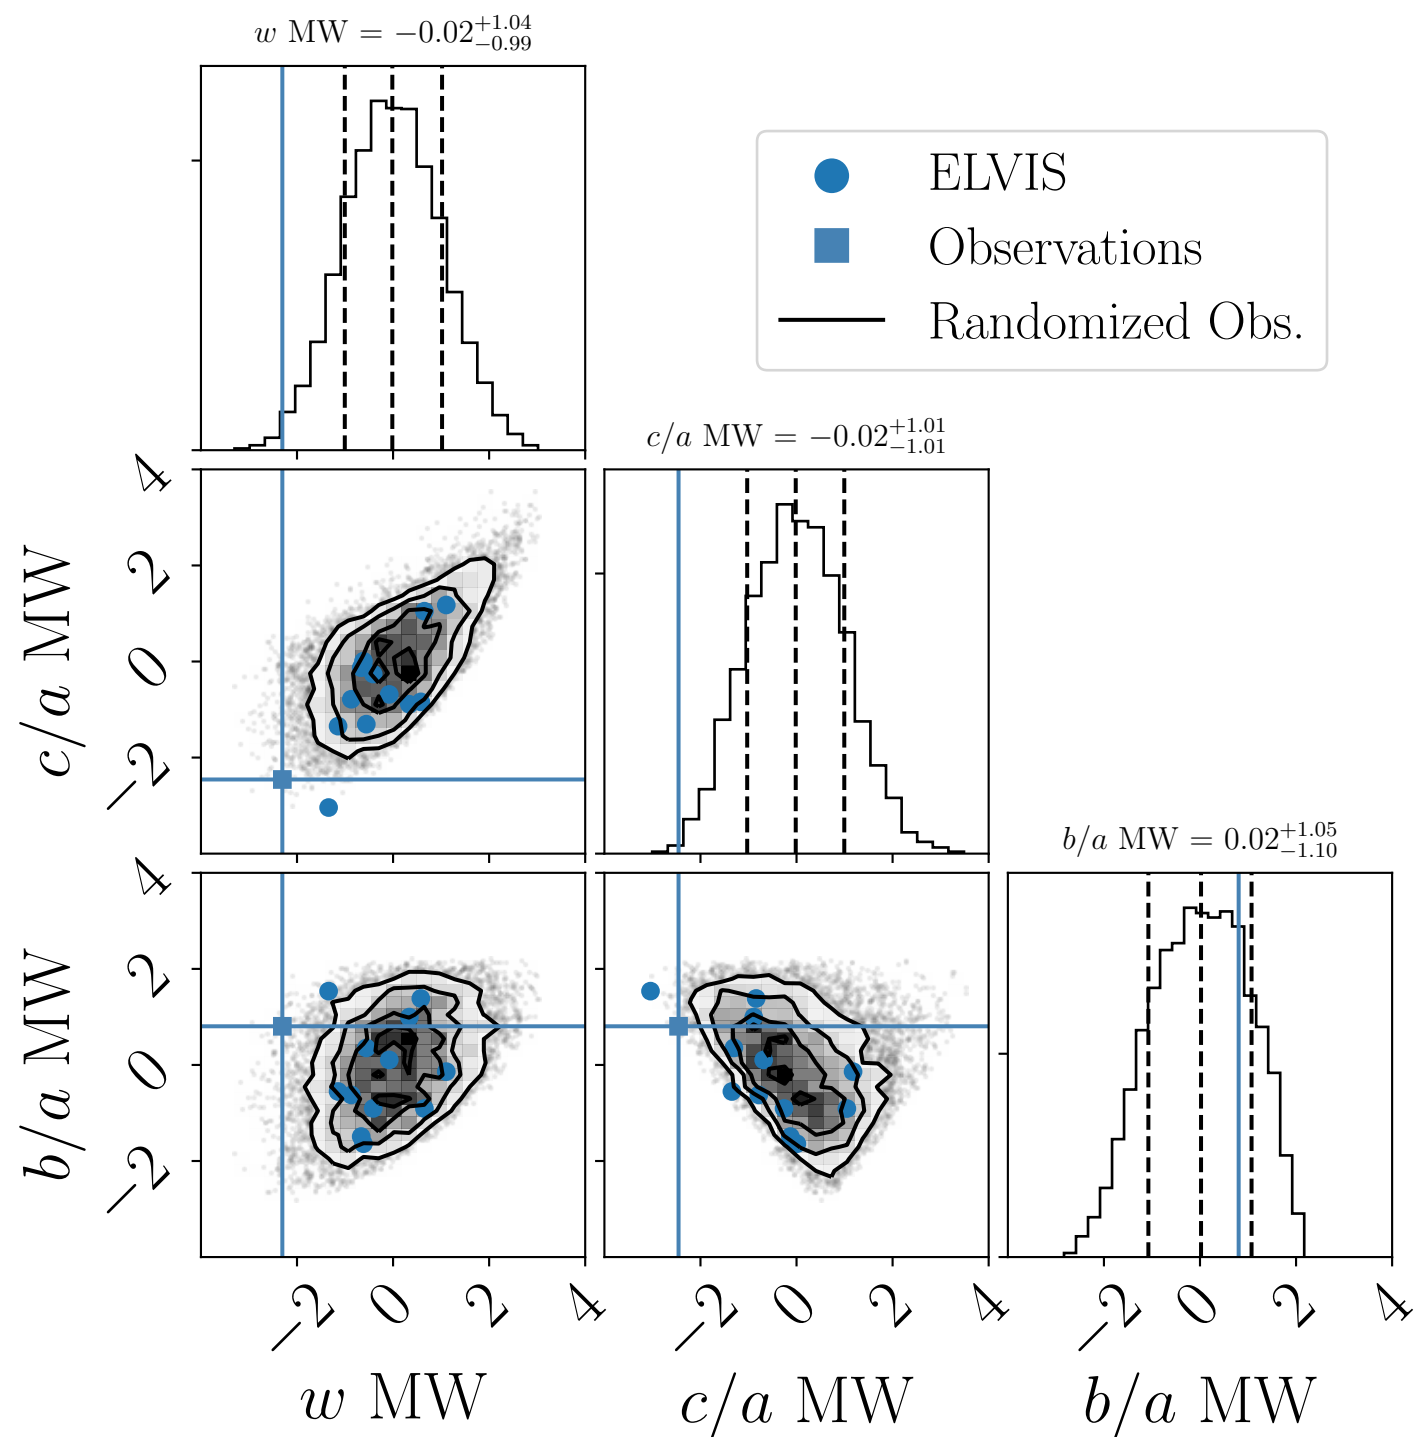 w MW = −0.02 +1.04 −0.99
ELVIS
Observations
Randomized Obs.
c/a MW = −0.02 +1.01 −1.01
4
2
0
−2
c/a MW
b/a MW = 0.02 +1.05 −1.10
4
2
0
−2
b/a MW
−2 0 2 4
−2 0 2 4
−2 0 2 4
w MW
c/a MW
b/a MW